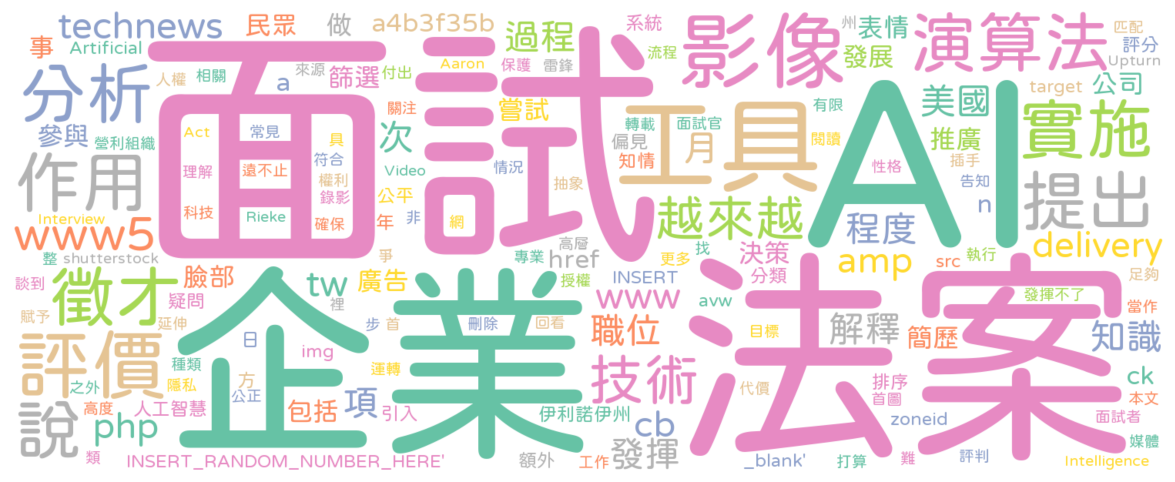 technews 民眾 做 a4b3f35b 過程 系統 影像 州 表情 演算法 匹配
事 Artificial 流程 發展 評分
人權 相關 來源 付出 Aaron 保護 雷鋒 Upturn
分析 a 篩選 關注 嘗試 工具 月 有限 美國 target 公司
參與 Act 常見 具 次 轉載 面試官 閱讀 推廣 實施
營利組織 面試 偏見 AI
理解 遠不止 符合 Video 情況 知情 性格 插手
作用 權利 錄影 公平 抽象 告知 提出
Interview 科技 Rieke 確保 年 非 網 越來越 程度 n
www5 爭 專業 高層 找 決策 delivery
整 shutterstock href 更多 amp src 執行
談到 徵才 臉部 tw 廣告 裡 授權 INSERT 分類 足夠
疑問 www avw 發揮不了 當作
賦予 延伸 日 步 首 刪除 回看 職位 目標 解釋 簡歷 知識
評價 種類 img 企業 法案
之外 隱私 方 運轉 技術 代價 排序 ck
說 高度 公正 首圖 本文
php 人工智慧 包括 項 引入 伊利諾伊州 cb zoneid 面試者
類 發揮 媒體
INSERT_RANDOM_NUMBER_HERE' 額外 工作 _blank' 打算 難 評判 Intelligence